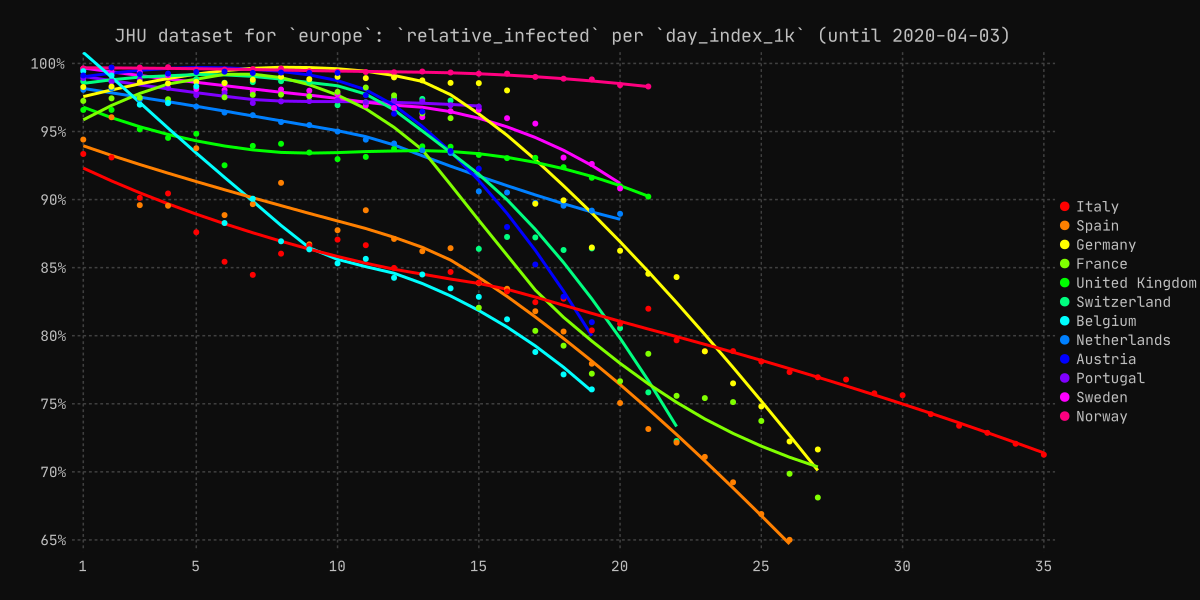 JHU dataset for `europe`: `relative_infected` per `day_index_1k` (until 2020-04-03)
100%
95%
90%
85%
80%
75%
70%
65%
1 5 10 15 20 25 30 35
Italy
Spain
Germany
France
United Kingdom
Switzerland
Belgium
Netherlands
Austria
Portugal
Sweden
Norway